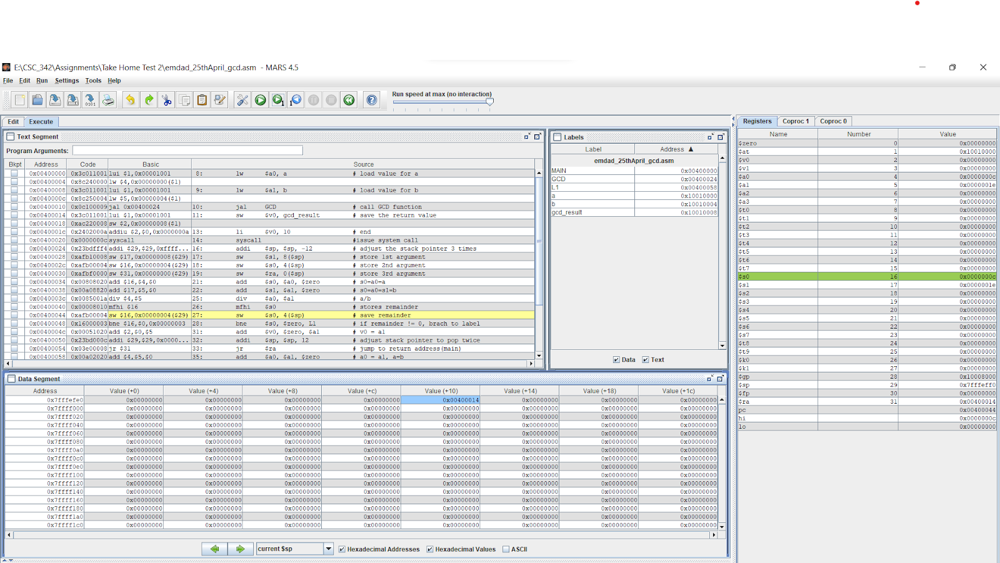 E:\CSC_342\Assignments\Take Home Test 2\emdad_25thApril_gcd.asm - MARS 4.5
File Edit Run Settings Tools Help
Run speed at max (no interaction)
Edit Execute
Text Segment
Program Arguments:
Bkpt Address Code Basic Source
0x00400000 0x3c011001 lui $1,0x00001001 8: lw $a0, a # load value for a
0x00400004 0x8c240000 lw $4,0x00000000($1)
0x00400008 0x3c011001 lui $1,0x00001001 9: lw $a1, b # load value for b
0x0040000c 0x8c250004 lw $5,0x00000004($1)
0x00400010 0x0c100009 jal 0x00400024 10: jal GCD # call GCD function
0x00400014 0x3c011001 lui $1,0x00001001 11: sw $v0, gcd_result # save the return value
0x00400018 0xac220008 sw $2,0x00000008($1)
0x0040001c 0x2402000a addiu $2,$0,0x0000000a 13: li $v0, 10 # end
0x00400020 0x0000000c syscall 14: syscall #issue system call
0x00400024 0x23bdfff4 addi $29,$29,0xffff... 16: addi $sp, $sp, -12 # adjust the stack pointer 3 times
0x00400028 0xafb10008 sw $17,0x00000008($29) 17: sw $s1, 8($sp) # store 1st argument
0x0040002c 0xafb00004 sw $16,0x00000004($29) 18: sw $s0, 4($sp) # store 2nd argument
0x00400030 0xafbf0000 sw $31,0x00000000($29) 19: sw $ra, 0($sp) # store 3rd argument
0x00400034 0x00808020 add $16,$4,$0 21: add $s0, $a0, $zero # s0=a0=a
0x00400038 0x00a08820 add $17,$5,$0 22: add $s1, $a1, $zero # s0=a0=s1=b
0x0040003c 0x0085001a div $4,$5 25: div $a0, $a1 # a/b
0x00400040 0x00008010 mfhi $16 26: mfhi $s0 # stores remainder
0x00400044 0xafb00004 sw $16,0x00000004($29) 27: sw $s0, 4($sp) # save remainder
0x00400048 0x16000003 bne $16,$0,0x00000003 28: bne $s0, $zero, L1 # if remainder != 0, brach to label
0x0040004c 0x00051020 add $2,$0,$5 31: add $v0, $zero, $a1 # v0 = a1
0x00400050 0x23bd000c addi $29,$29,0x0000... 32: addi $sp, $sp, 12 # adjust stack pointer to pop twice
0x00400054 0x03e00008 jr $31 33: jr $ra # jump to return address(main)
0x00400058 0x00a02020 add $4,$5,$0 35: add $a0, $a1, $zero # a0 = a1, a=b
Labels
Label Address ▲
emdad_25thApril_gcd.asm
MAIN 0x00400000
GCD 0x00400024
L1 0x00400058
a 0x10010000
b 0x10010004
gcd_result 0x10010008
Data Text
Data Segment
Address Value (+0) Value (+4) Value (+8) Value (+c) Value (+10) Value (+14) Value (+18) Value (+1c)
0x7fffefe0 0x00000000 0x00000000 0x00000000 0x00000000 0x00400014 0x00000000 0x00000000 0x00000000
0x7ffff000 0x00000000 0x00000000 0x00000000 0x00000000 0x00000000 0x00000000 0x00000000 0x00000000
0x7ffff020 0x00000000 0x00000000 0x00000000 0x00000000 0x00000000 0x00000000 0x00000000 0x00000000
0x7ffff040 0x00000000 0x00000000 0x00000000 0x00000000 0x00000000 0x00000000 0x00000000 0x00000000
0x7ffff060 0x00000000 0x00000000 0x00000000 0x00000000 0x00000000 0x00000000 0x00000000 0x00000000
0x7ffff080 0x00000000 0x00000000 0x00000000 0x00000000 0x00000000 0x00000000 0x00000000 0x00000000
0x7ffff0a0 0x00000000 0x00000000 0x00000000 0x00000000 0x00000000 0x00000000 0x00000000 0x00000000
0x7ffff0c0 0x00000000 0x00000000 0x00000000 0x00000000 0x00000000 0x00000000 0x00000000 0x00000000
0x7ffff0e0 0x00000000 0x00000000 0x00000000 0x00000000 0x00000000 0x00000000 0x00000000 0x00000000
0x7ffff100 0x00000000 0x00000000 0x00000000 0x00000000 0x00000000 0x00000000 0x00000000 0x00000000
0x7ffff120 0x00000000 0x00000000 0x00000000 0x00000000 0x00000000 0x00000000 0x00000000 0x00000000
0x7ffff140 0x00000000 0x00000000 0x00000000 0x00000000 0x00000000 0x00000000 0x00000000 0x00000000
0x7ffff160 0x00000000 0x00000000 0x00000000 0x00000000 0x00000000 0x00000000 0x00000000 0x00000000
0x7ffff180 0x00000000 0x00000000 0x00000000 0x00000000 0x00000000 0x00000000 0x00000000 0x00000000
0x7ffff1a0 0x00000000 0x00000000 0x00000000 0x00000000 0x00000000 0x00000000 0x00000000 0x00000000
0x7ffff1c0 0x00000000 0x00000000 0x00000000 0x00000000 0x00000000 0x00000000 0x00000000 0x00000000
current $sp Hexadecimal Addresses Hexadecimal Values ASCII
Registers Coproc 1 Coproc 0
Name Number Value
$zero 0 0x00000000
$at 1 0x10010000
$v0 2 0x00000000
$v1 3 0x00000000
$a0 4 0x0000000c
$a1 5 0x0000001e
$a2 6 0x00000000
$a3 7 0x00000000
$t0 8 0x00000000
$t1 9 0x00000000
$t2 10 0x00000000
$t3 11 0x00000000
$t4 12 0x00000000
$t5 13 0x00000000
$t6 14 0x00000000
$t7 15 0x00000000
$s0 16 0x0000000c
$s1 17 0x0000001e
$s2 18 0x00000000
$s3 19 0x00000000
$s4 20 0x00000000
$s5 21 0x00000000
$s6 22 0x00000000
$s7 23 0x00000000
$t8 24 0x00000000
$t9 25 0x00000000
$k0 26 0x00000000
$k1 27 0x00000000
$gp 28 0x10008000
$sp 29 0x7fffeff0
$fp 30 0x00000000
$ra 31 0x00400014
pc 0x00400044
hi 0x0000000c
lo 0x00000000